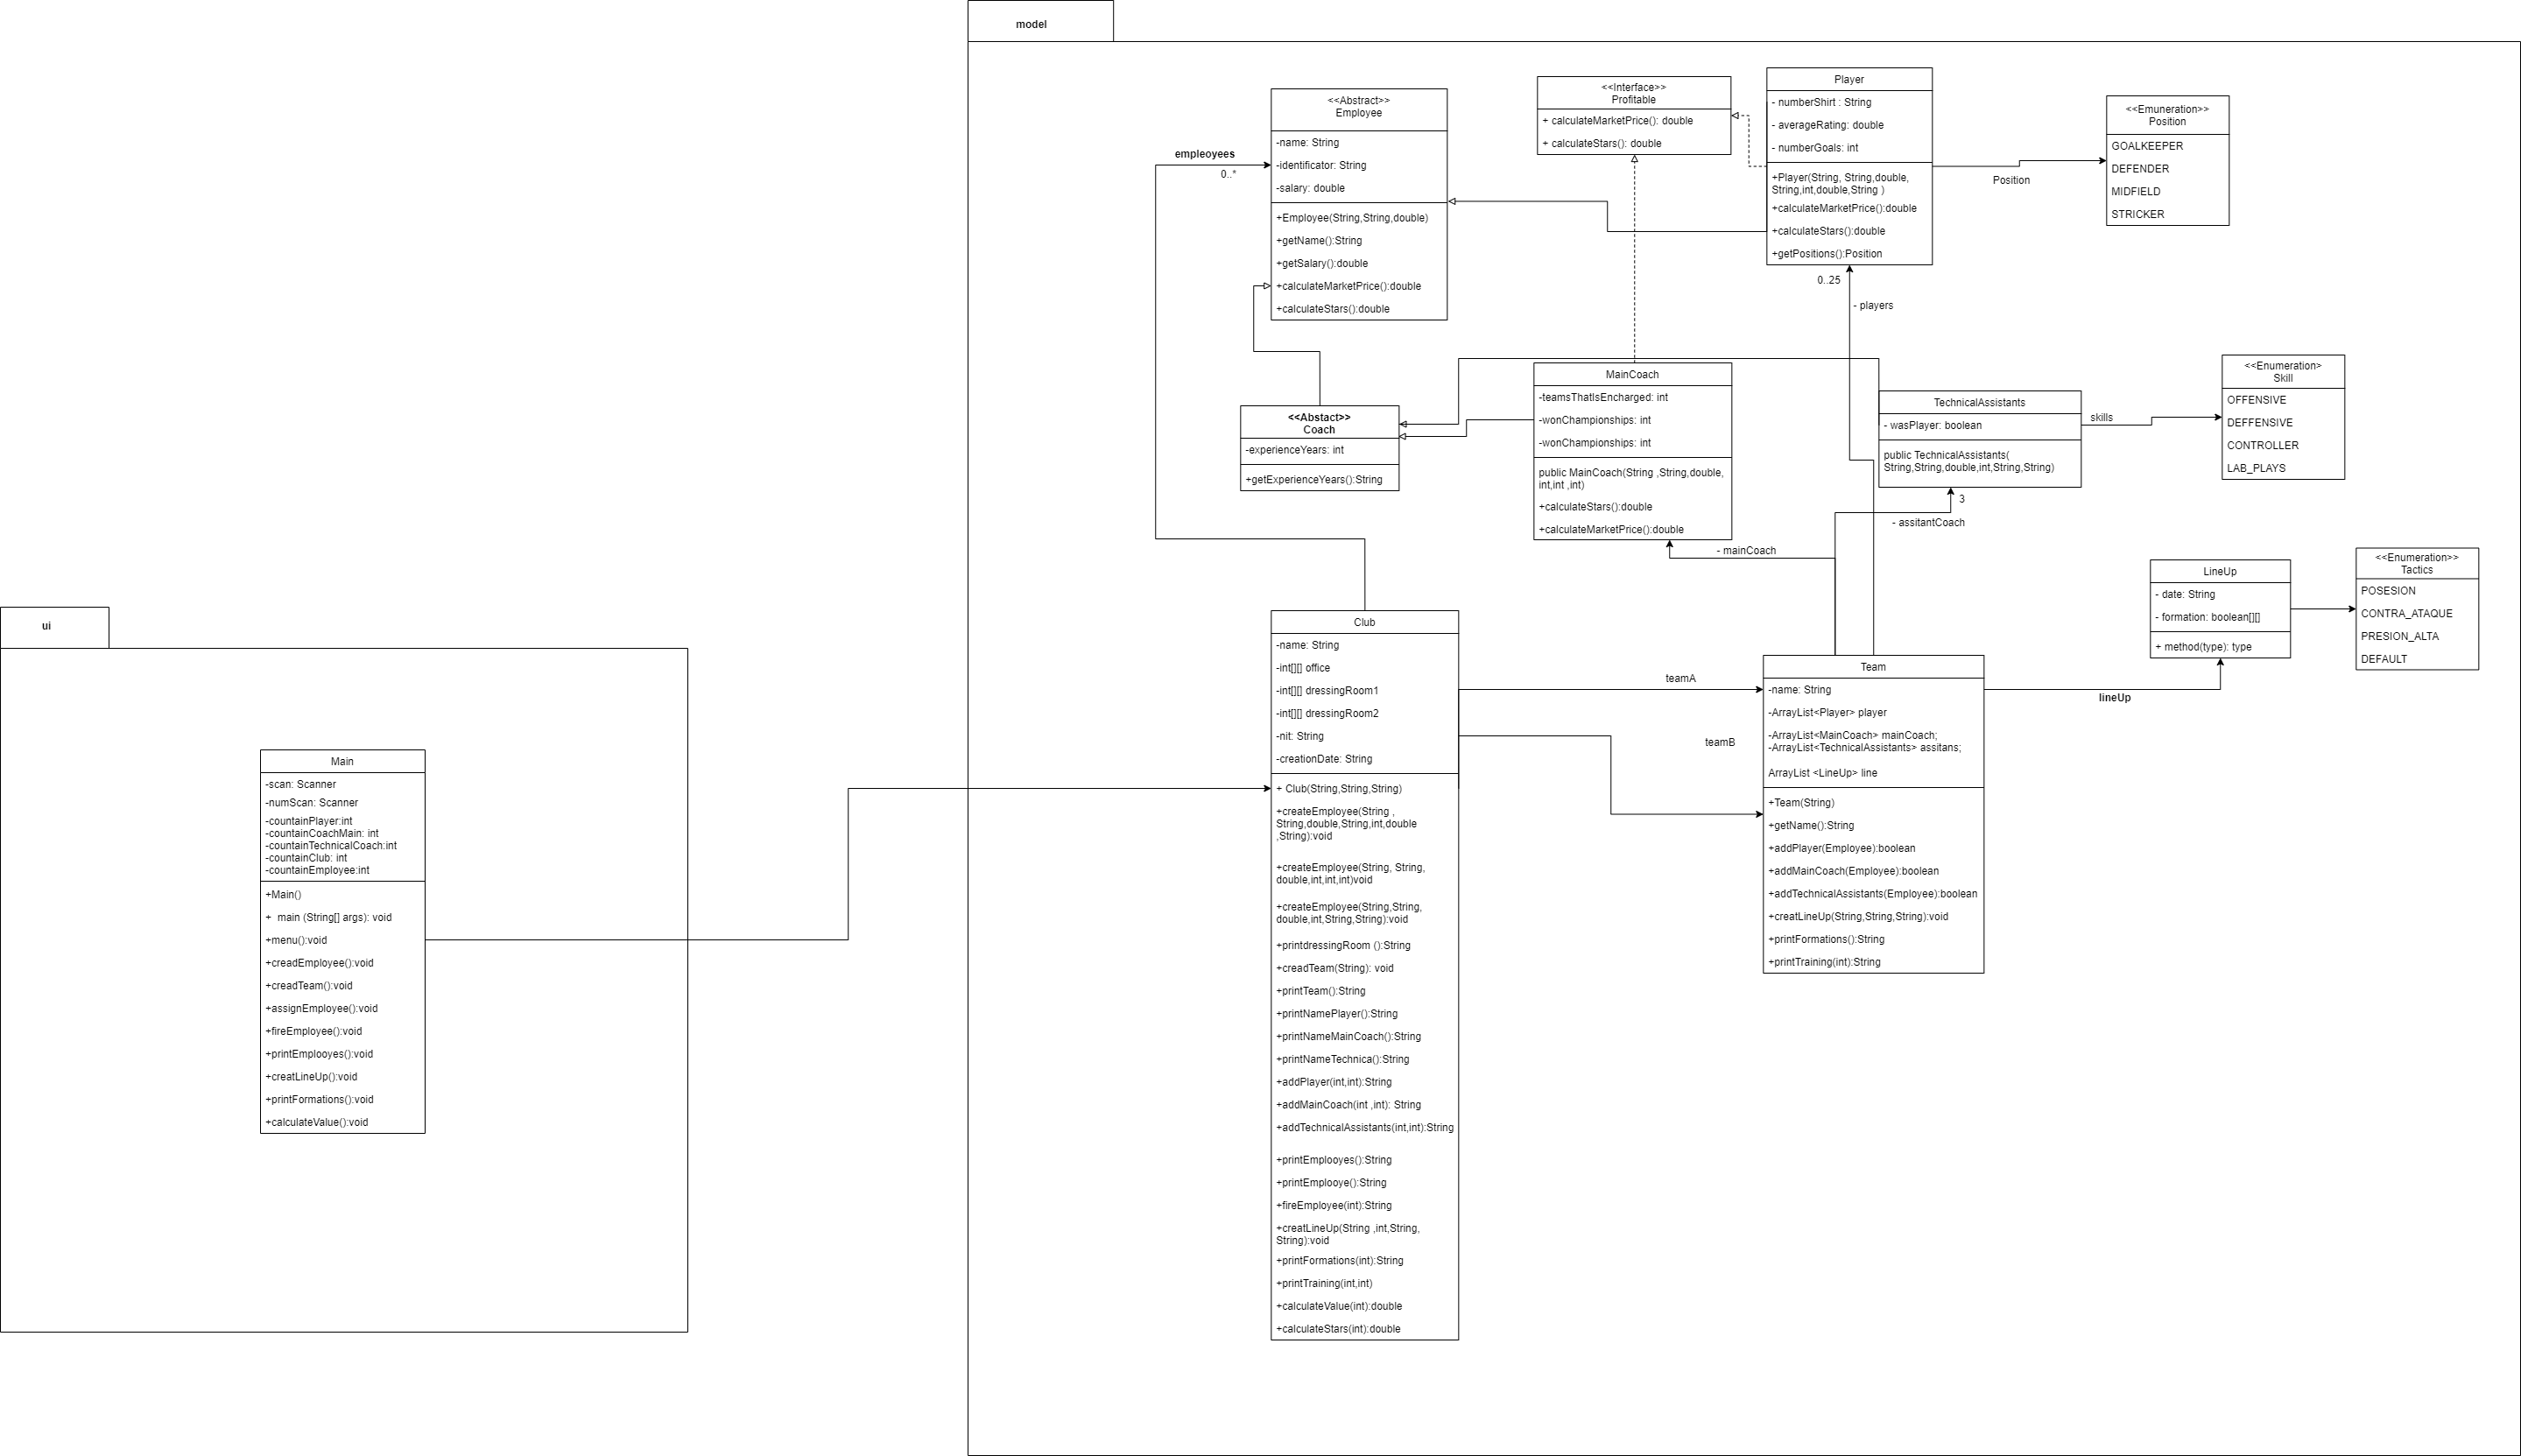 model
<<Abstract>>
Employee
-name: String
-identificator: String
-salary: double
+Employee(String,String,double)
+getName():String
+getSalary():double
+calculateMarketPrice():double
+calculateStars():double
empleoyees
0..*
<<Interface>>
Profitable
+ calculateMarketPrice(): double
+ calculateStars(): double
Player
- numberShirt : String
- averageRating: double
- numberGoals: int
+Player(String, String,double,
String,int,double,String )
+calculateMarketPrice():double
+calculateStars():double
+getPositions():Position
Position
<<Emuneration>>
Position
GOALKEEPER
DEFENDER
MIDFIELD
STRICKER
0..25
- players
<<Abstact>>
Coach
-experienceYears: int
+getExperienceYears():String
MainCoach
-teamsThatIsEncharged: int
-wonChampionships: int
-wonChampionships: int
public MainCoach(String ,String,double,
int,int ,int)
+calculateStars():double
+calculateMarketPrice():double
TechnicalAssistants
- wasPlayer: boolean
public TechnicalAssistants(
String,String,double,int,String,String)
skills
<<Enumeration>
Skill
OFFENSIVE
DEFFENSIVE
CONTROLLER
LAB_PLAYS
3
- assitantCoach
- mainCoach
LineUp
- date: String
- formation: boolean[][]
+ method(type): type
<<Enumeration>>
Tactics
POSESION
CONTRA_ATAQUE
PRESION_ALTA
DEFAULT
lineUp
ui
Main
-scan: Scanner
-numScan: Scanner
-countainPlayer:int
-countainCoachMain: int
-countainTechnicalCoach:int
-countainClub: int
-countainEmployee:int
+Main()
+  main (String[] args): void
+menu():void
+creadEmployee():void
+creadTeam():void
+assignEmployee():void
+fireEmployee():void
+printEmplooyes():void
+creatLineUp():void
+printFormations():void
+calculateValue():void
Club
-name: String
-int[][] office
-int[][] dressingRoom1
-int[][] dressingRoom2
-nit: String
-creationDate: String
+ Club(String,String,String)
+createEmployee(String ,
String,double,String,int,double
,String):void
+createEmployee(String, String,
double,int,int,int)void
+createEmployee(String,String,
double,int,String,String):void
+printdressingRoom ():String
+creadTeam(String): void
+printTeam():String
+printNamePlayer():String
+printNameMainCoach():String
+printNameTechnica():String
+addPlayer(int,int):String
+addMainCoach(int ,int): String
+addTechnicalAssistants(int,int):String
+printEmplooyes():String
+printEmplooye():String
+fireEmployee(int):String
+creatLineUp(String ,int,String,
String):void
+printFormations(int):String
+printTraining(int,int)
+calculateValue(int):double
+calculateStars(int):double
teamA
teamB
Team
-name: String
-ArrayList<Player> player
-ArrayList<MainCoach> mainCoach;
-ArrayList<TechnicalAssistants> assitans;
ArrayList <LineUp> line
+Team(String)
+getName():String
+addPlayer(Employee):boolean
+addMainCoach(Employee):boolean
+addTechnicalAssistants(Employee):boolean
+creatLineUp(String,String,String):void
+printFormations():String
+printTraining(int):String